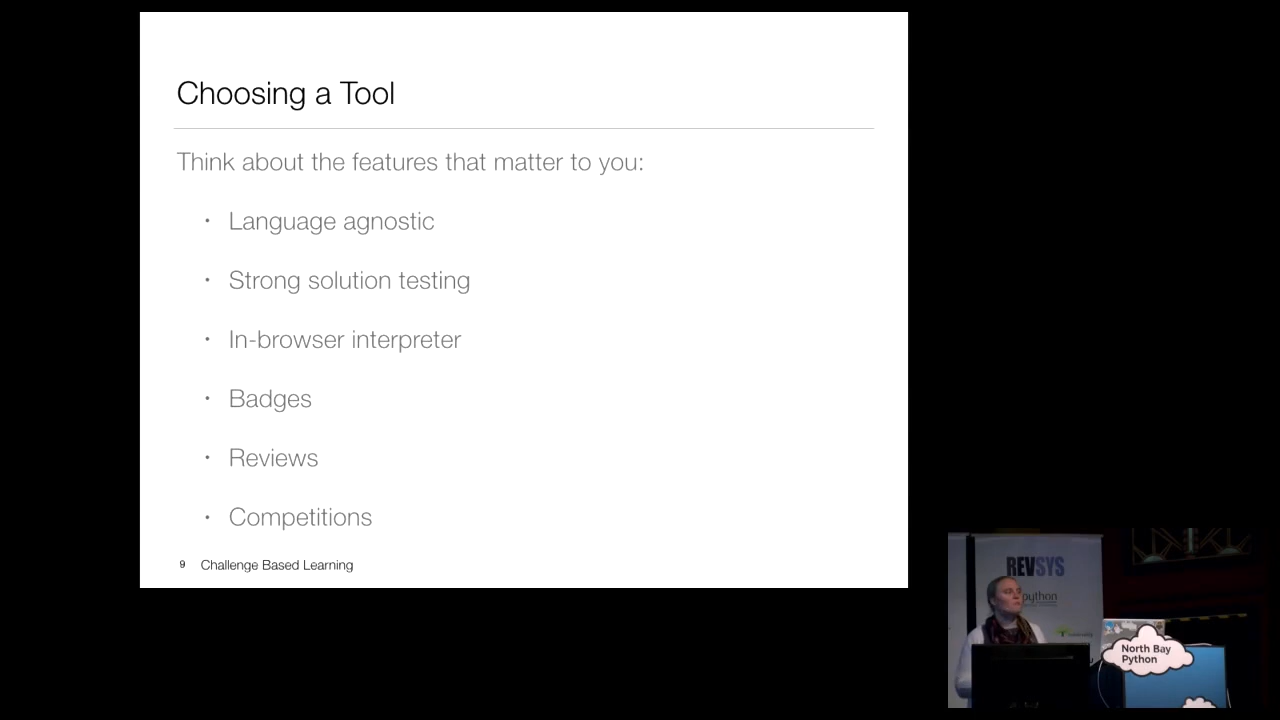 Choosing a Tool
Think about the features that matter to you:
• Language agnostic
• Strong solution testing
• In-browser interpreter
• Badges
• Reviews
• Competitions
9 Challenge Based Learning
REVSYS
python
North Bay
Python